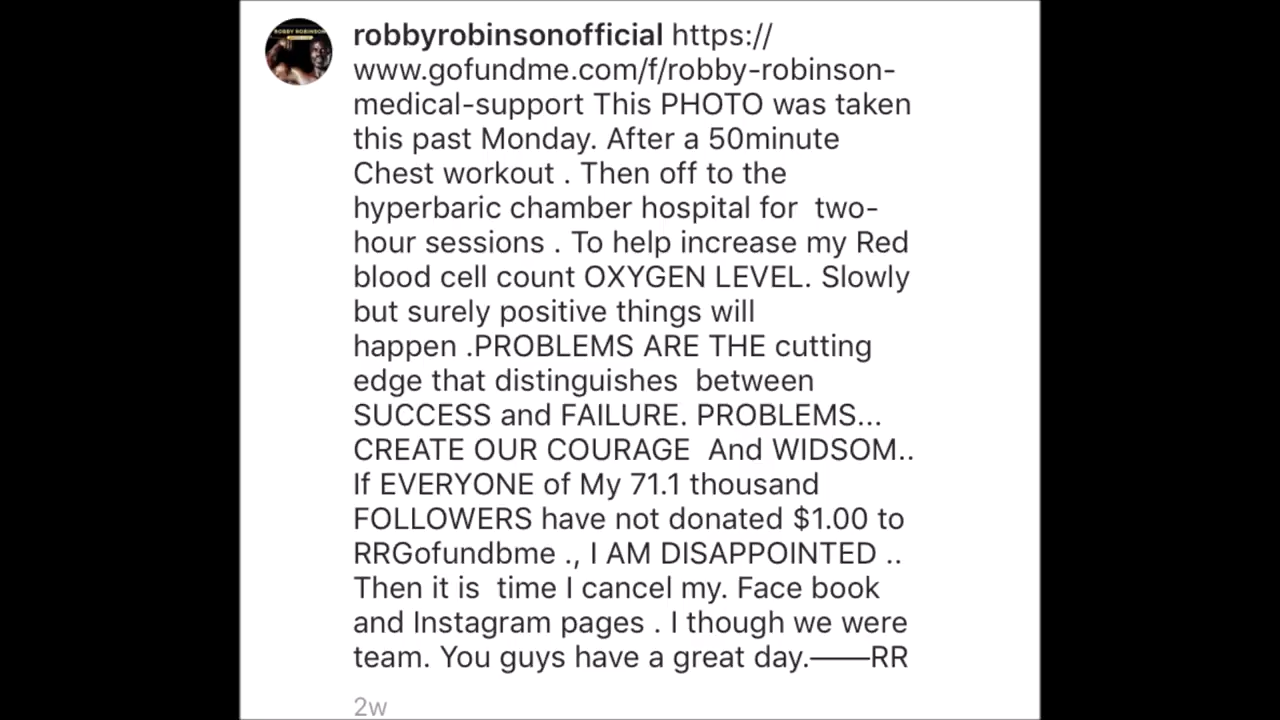 robbyrobinsonofficial https://
www.gofundme.com/f/robby-robinson-
medical-support This PHOTO was taken
this past Monday. After a 50minute
Chest workout . Then off to the
hyperbaric chamber hospital for  two-
hour sessions . To help increase my Red
blood cell count OXYGEN LEVEL. Slowly
but surely positive things will
happen .PROBLEMS ARE THE cutting
edge that distinguishes  between
SUCCESS and FAILURE. PROBLEMS...
CREATE OUR COURAGE  And WIDSOM..
If EVERYONE of My 71.1 thousand
FOLLOWERS have not donated $1.00 to
RRGofundbme ., I AM DISAPPOINTED ..
Then it is  time I cancel my. Face book
and Instagram pages . I though we were
team. You guys have a great day.——RR
2w
ROBBY ROBINSON